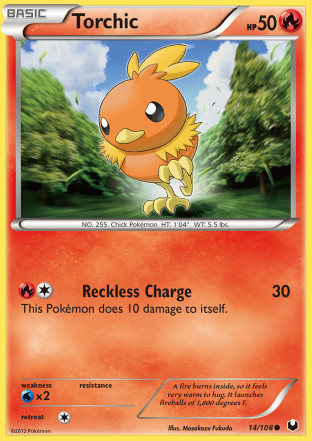 BASIC
Torchic
HP 50
NO. 255 Chick Pokémon HT: 1'04" WT: 5.5 lbs.
Reckless Charge 30
This Pokémon does 10 damage to itself.
weakness resistance
×2
retreat
A fire burns inside, so it feels
very warm to hug. It launches
fireballs of 1,800 degrees F.
Illus. Masakazu Fukuda
14/108
©2012 Pokémon